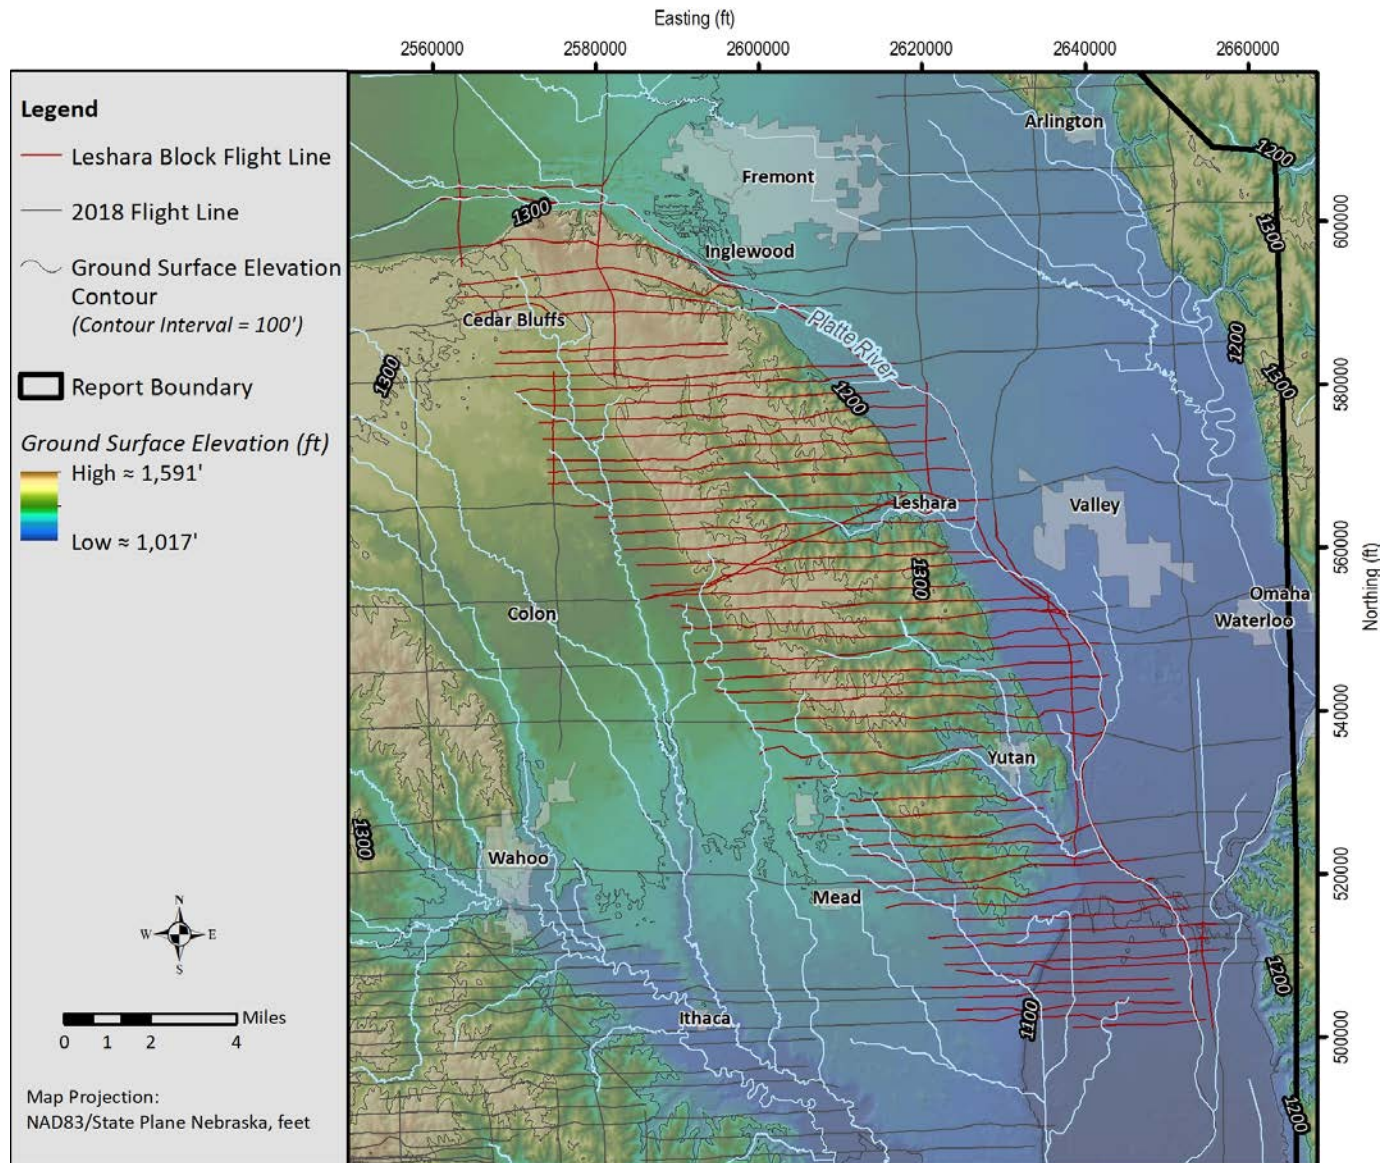 Easting (ft)
2560000 2580000 2600000 2620000 2640000 2660000
Legend
Leshara Block Flight Line
2018 Flight Line
Ground Surface Elevation
Contour
(Contour Interval = 100')
Report Boundary
Ground Surface Elevation (ft)
High ≈ 1,591'
Low ≈ 1,017'
N
W E
S
Miles
0 1 2 4
Map Projection:
NAD83/State Plane Nebraska, feet
Arlington
1200
Fremont
600000
1300
1300
Inglewood
Cedar Bluffs
Platte River
1200
1300
1200
1300
580000
Leshara
Valley
560000
1300
Northing (ft)
Colon
Omaha
Waterloo
540000
Yutan
1300
Wahoo
520000
Mead
1200
Ithaca
1100
500000
1200